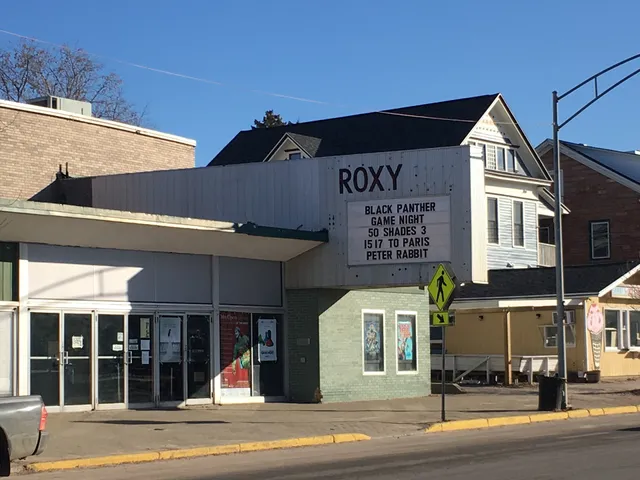 ROXY
BLACK PANTHER
GAME NIGHT
50 SHADES 3
1517 TO PARIS
PETER RABBIT